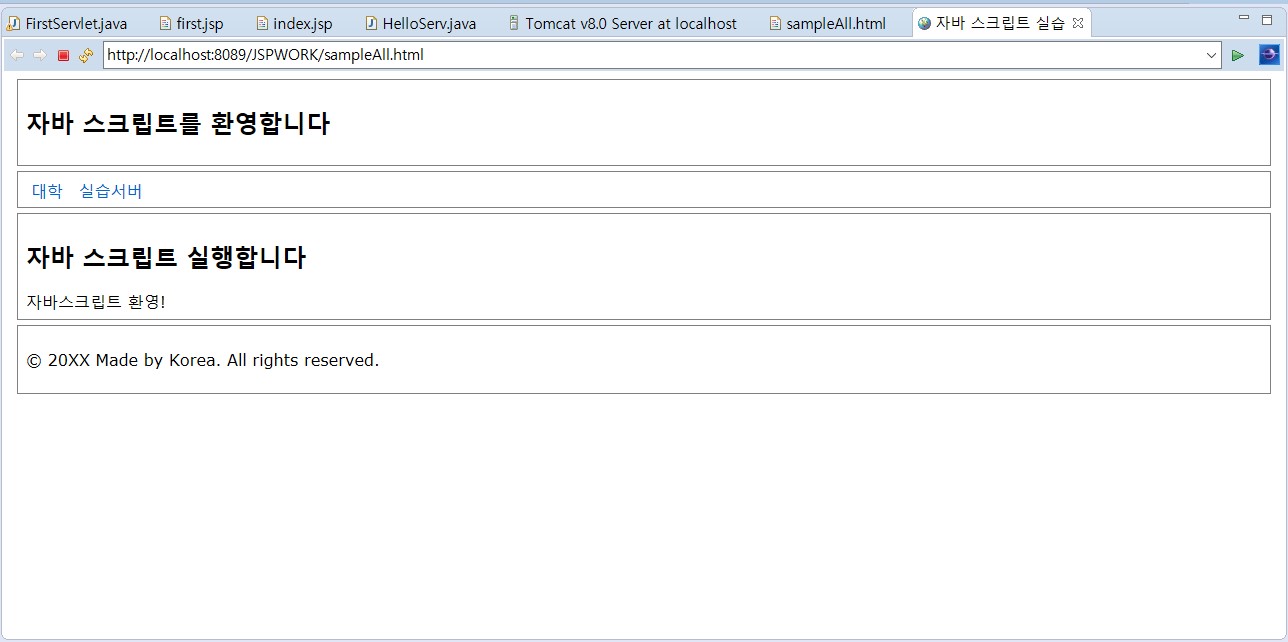 FirstServlet.java first.jsp index.jsp HelloServ.java Tomcat v8.0 Server at localhost sampleAll.html 자바 스크립트 실습
http://localhost:8089/JSPWORK/sampleAll.html
자바 스크립트를 환영합니다
대학 실습서버
자바 스크립트 실행합니다
자바스크립트 환영!
© 20XX Made by Korea. All rights reserved.